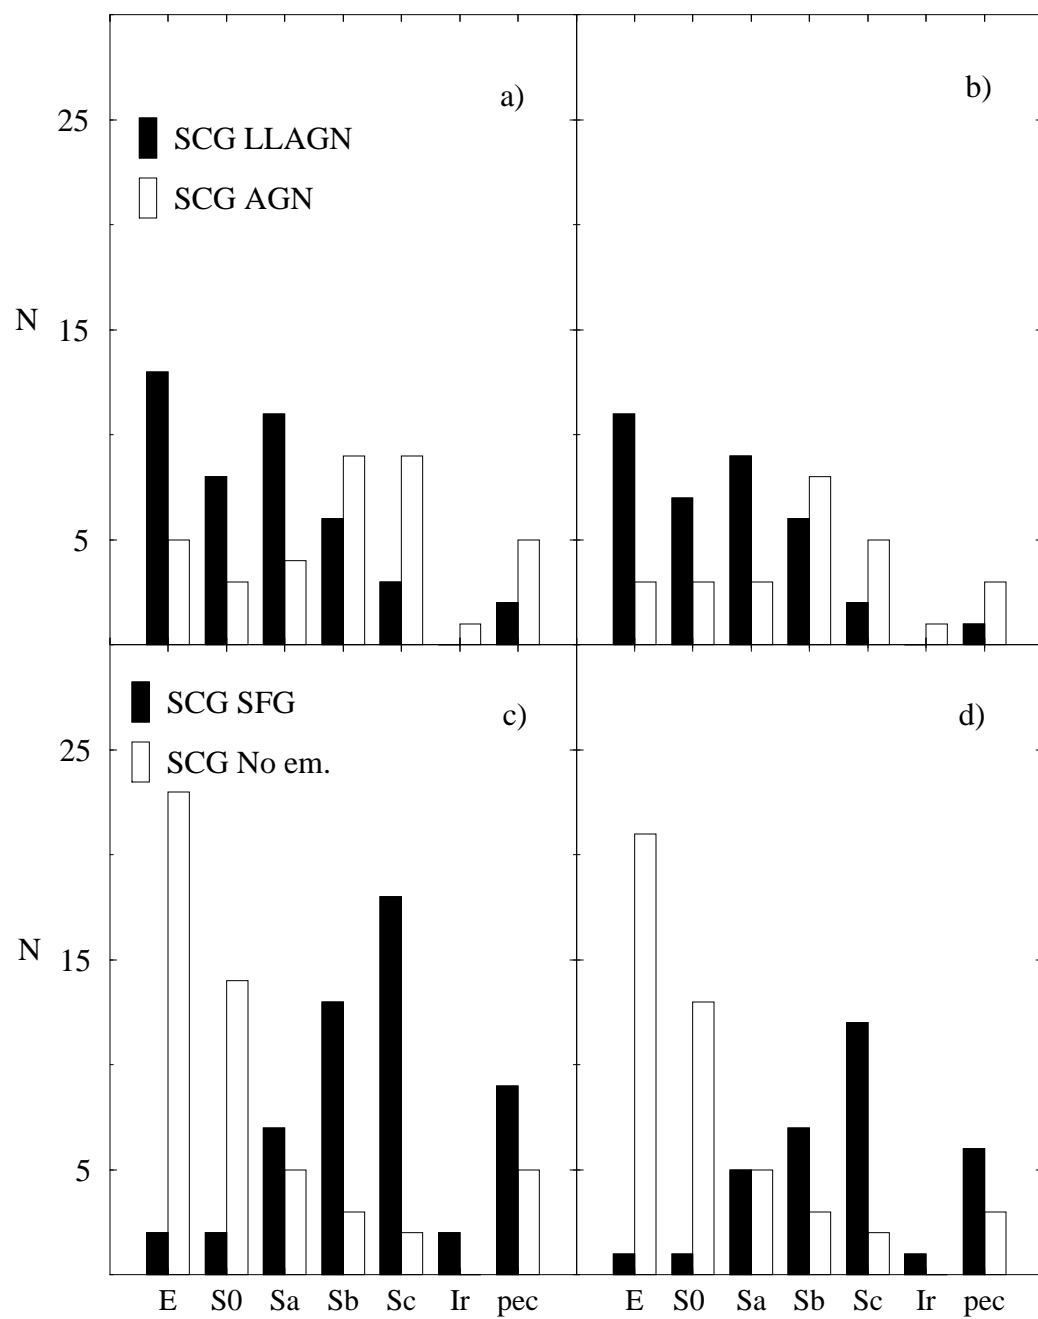 a)
b)
25
SCG LLAGN
SCG AGN
N
15
5
SCG SFG
c)
d)
25
SCG No em.
N
15
5
E S0 Sa Sb Sc Ir pec
E S0 Sa Sb Sc Ir pec